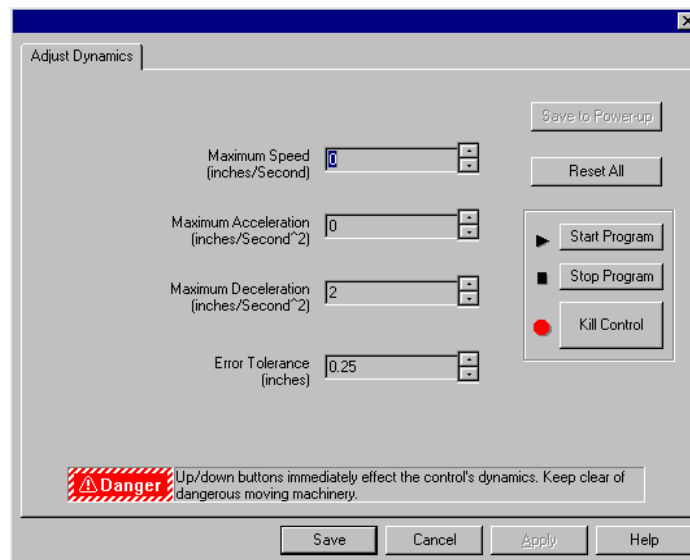 Adjust Dynamics
Save to Power-up
Maximum Speed
(inches/Second)
0
Reset All
Maximum Acceleration
(inches/Second^2)
0
Start Program
Stop Program
Maximum Deceleration
(inches/Second^2)
2
Kill Control
Error Tolerance
(inches)
0.25
Danger
Up/down buttons immediately effect the control's dynamics. Keep clear of
dangerous moving machinery.
Save
Cancel
Apply
Help